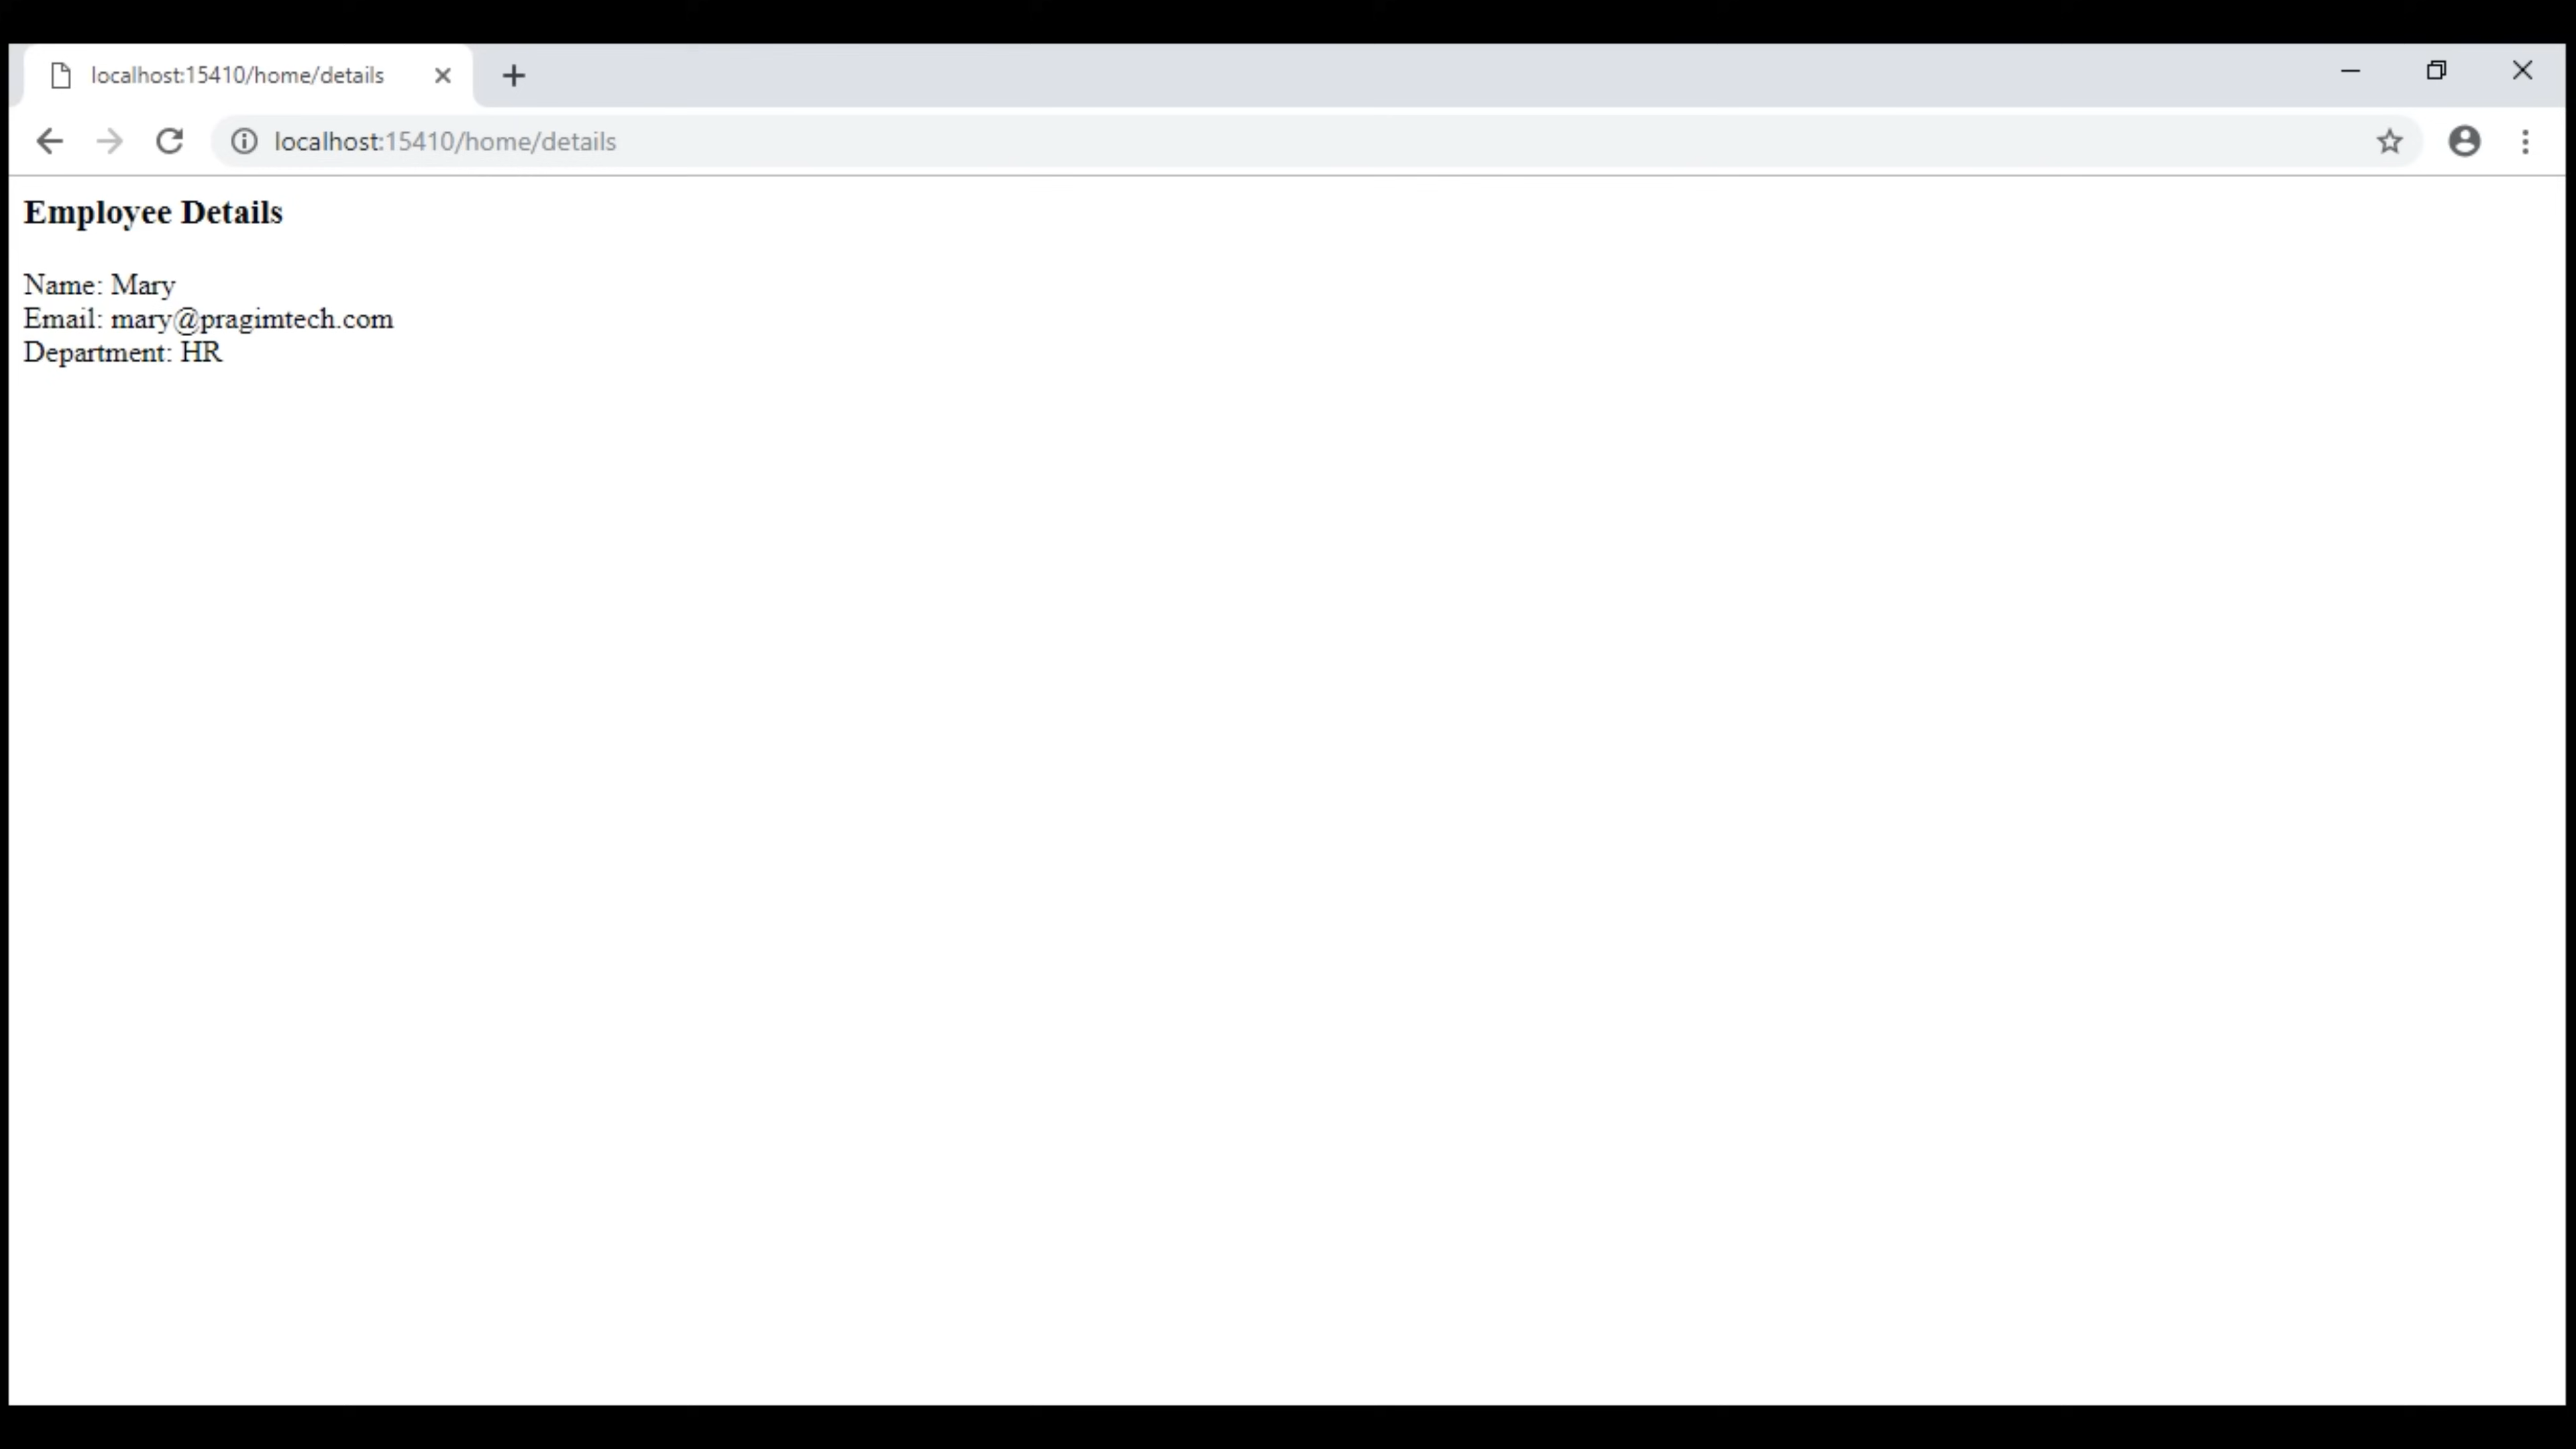 localhost:15410/home/details
localhost:15410/home/details
Employee Details
Name: Mary
Email: mary@pragimtech.com
Department: HR